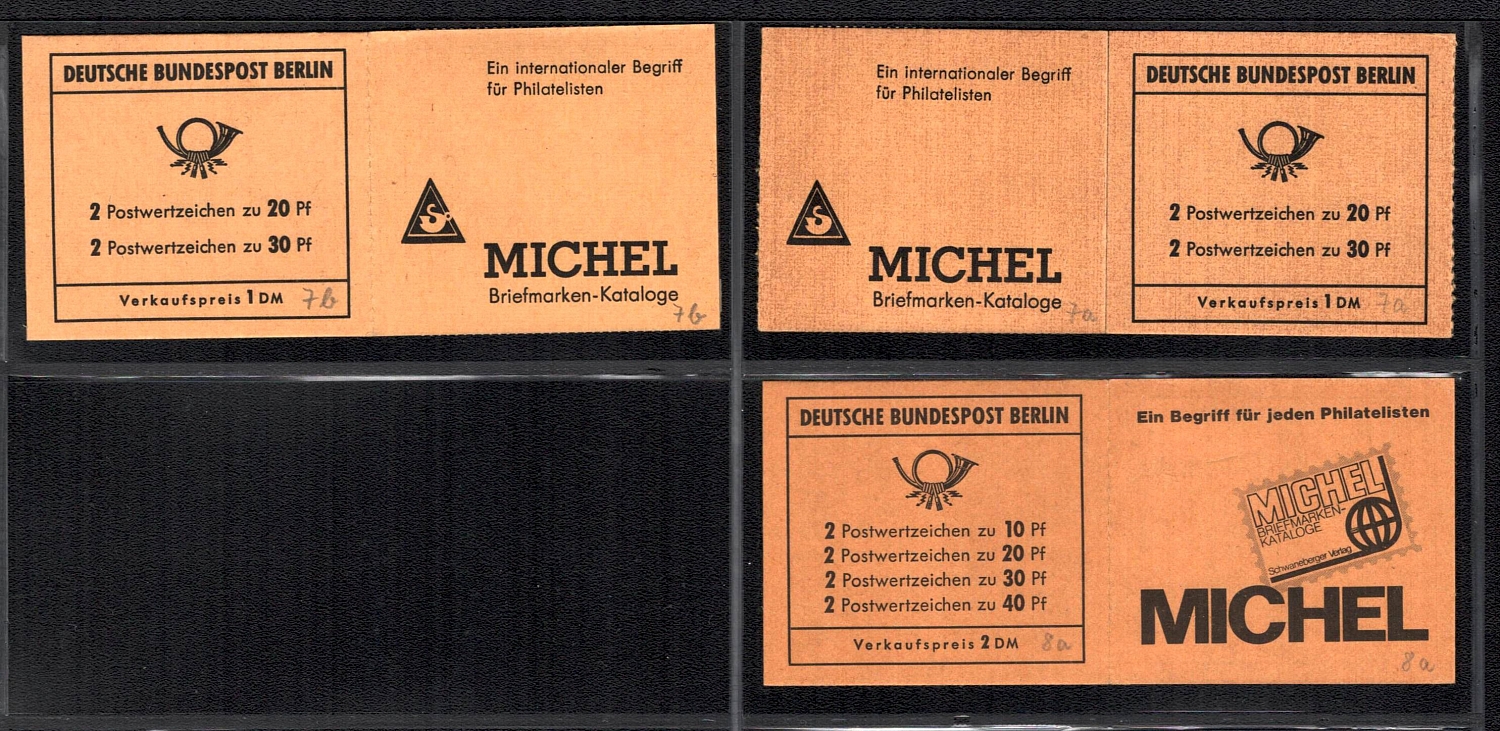 DEUTSCHE BUNDESPOST BERLIN
2 Postwertzeichen zu 20 Pf
2 Postwertzeichen zu 30 Pf
Verkaufspreis 1 DM 7b
Ein internationaler Begriff
für Philatelisten
S
MICHEL
Briefmarken-Kataloge
7b
Ein internationaler Begriff
für Philatelisten
S
MICHEL
Briefmarken-Kataloge
7a
DEUTSCHE BUNDESPOST BERLIN
2 Postwertzeichen zu 20 Pf
2 Postwertzeichen zu 30 Pf
Verkaufspreis 1 DM 7a
DEUTSCHE BUNDESPOST BERLIN
2 Postwertzeichen zu 10 Pf
2 Postwertzeichen zu 20 Pf
2 Postwertzeichen zu 30 Pf
2 Postwertzeichen zu 40 Pf
Verkaufspreis 2 DM 8a
Ein Begriff für jeden Philatelisten
MICHEL
BRIEFMARKEN-
KATALOGE
Schwaneberger Verlag
MICHEL
8a